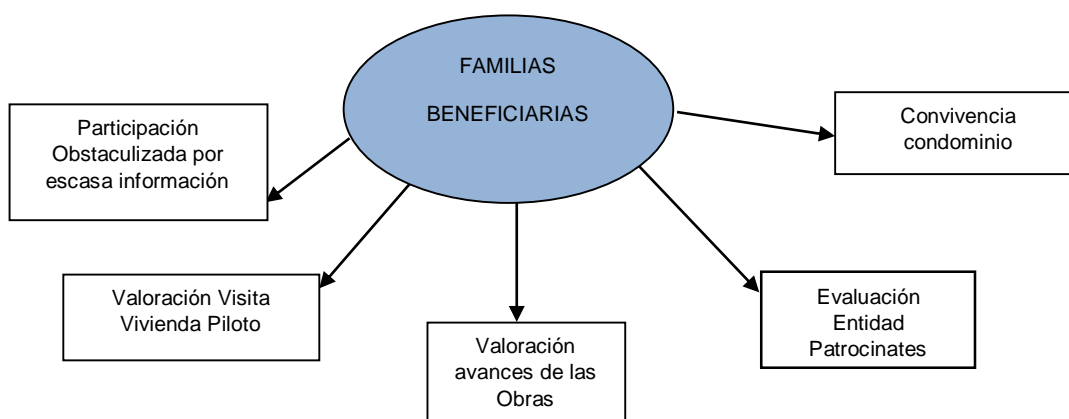 FAMILIAS
BENEFICIARIAS
Participación
Obstaculizada por
escasa información
Convivencia
condominio
Valoración Visita
Vivienda Piloto
Valoración
avances de las
Obras
Evaluación
Entidad
Patrocinates